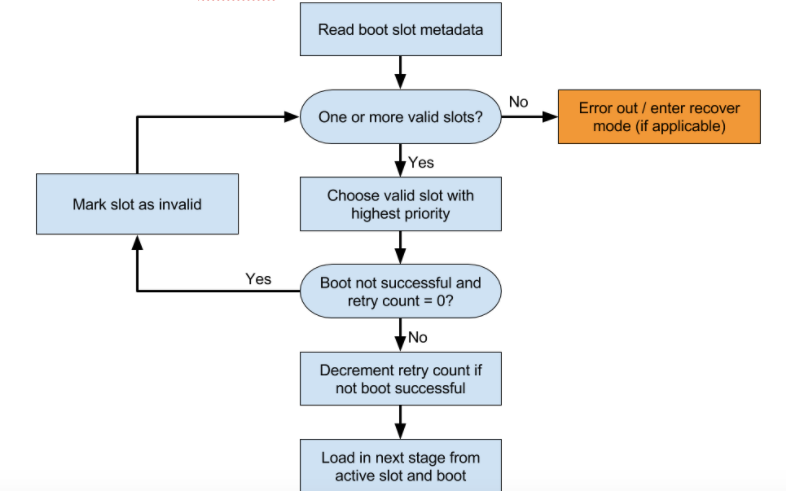 Read boot slot metadata
One or more valid slots?
No
Error out / enter recover
mode (if applicable)
Yes
Mark slot as invalid
Choose valid slot with
highest priority
Yes
Boot not successful and
retry count = 0?
No
Decrement retry count if
not boot successful
Load in next stage from
active slot and boot